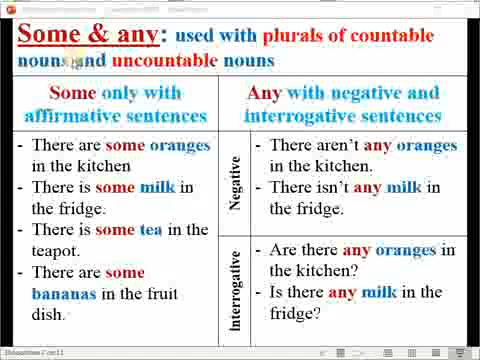 Some & any: used with plurals of countable
nouns and uncountable nouns
Some only with
affirmative sentences
Any with negative and
interrogative sentences
- There are some oranges
in the kitchen
- There is some milk in
the fridge.
- There is some tea in the
teapot.
- There are some
bananas in the fruit
dish.
Negative
- There aren't any oranges
in the kitchen.
- There isn't any milk in
the fridge.
Interrogative
- Are there any oranges in
the kitchen?
- Is there any milk in the
fridge?